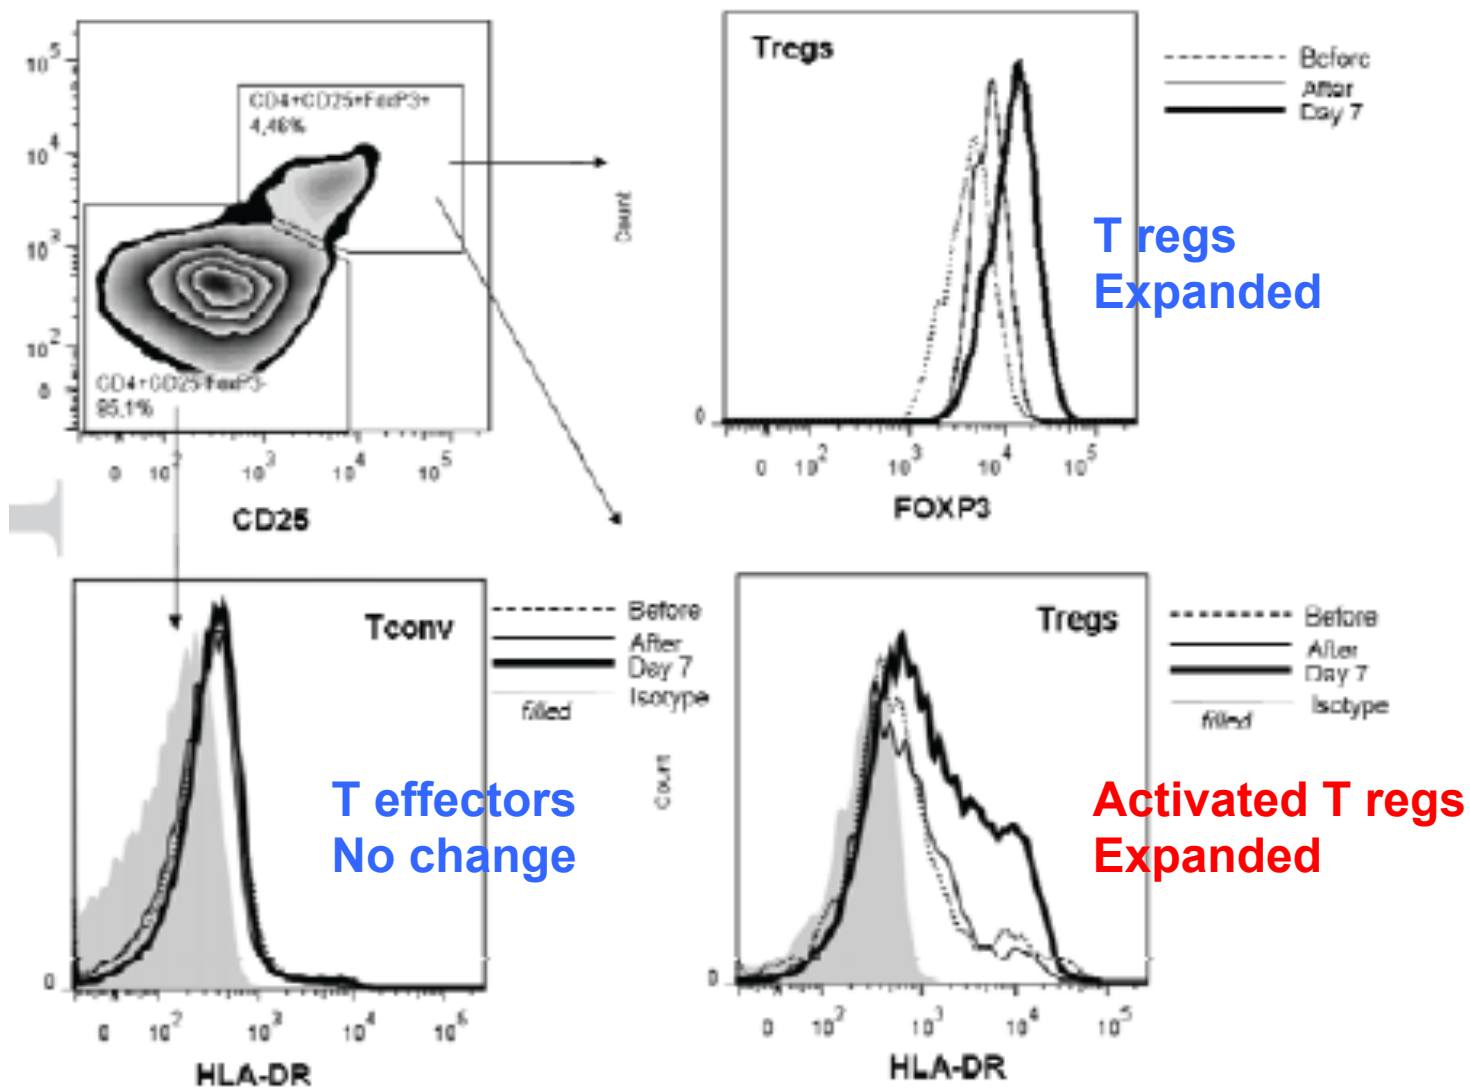 10^5
10^4
10^3
10^2
0
CD4+CD25+FoxP3+
4,48%
CD4+CD25-FoxP3-
95,1%
0 10^2 10^3 10^4 10^5
CD25
Tregs
Before
After
Day 7
Count
T regs
Expanded
0
0 10^2 10^3 10^4 10^5
FOXP3
Tconv
Before
After
Day 7
filled Isotype
T effectors
No change
0
0 10^2 10^3 10^4 10^5
HLA-DR
Tregs
Before
After
Day 7
filled Isotype
Count
Activated T regs
Expanded
0
0 10^2 10^3 10^4 10^5
HLA-DR